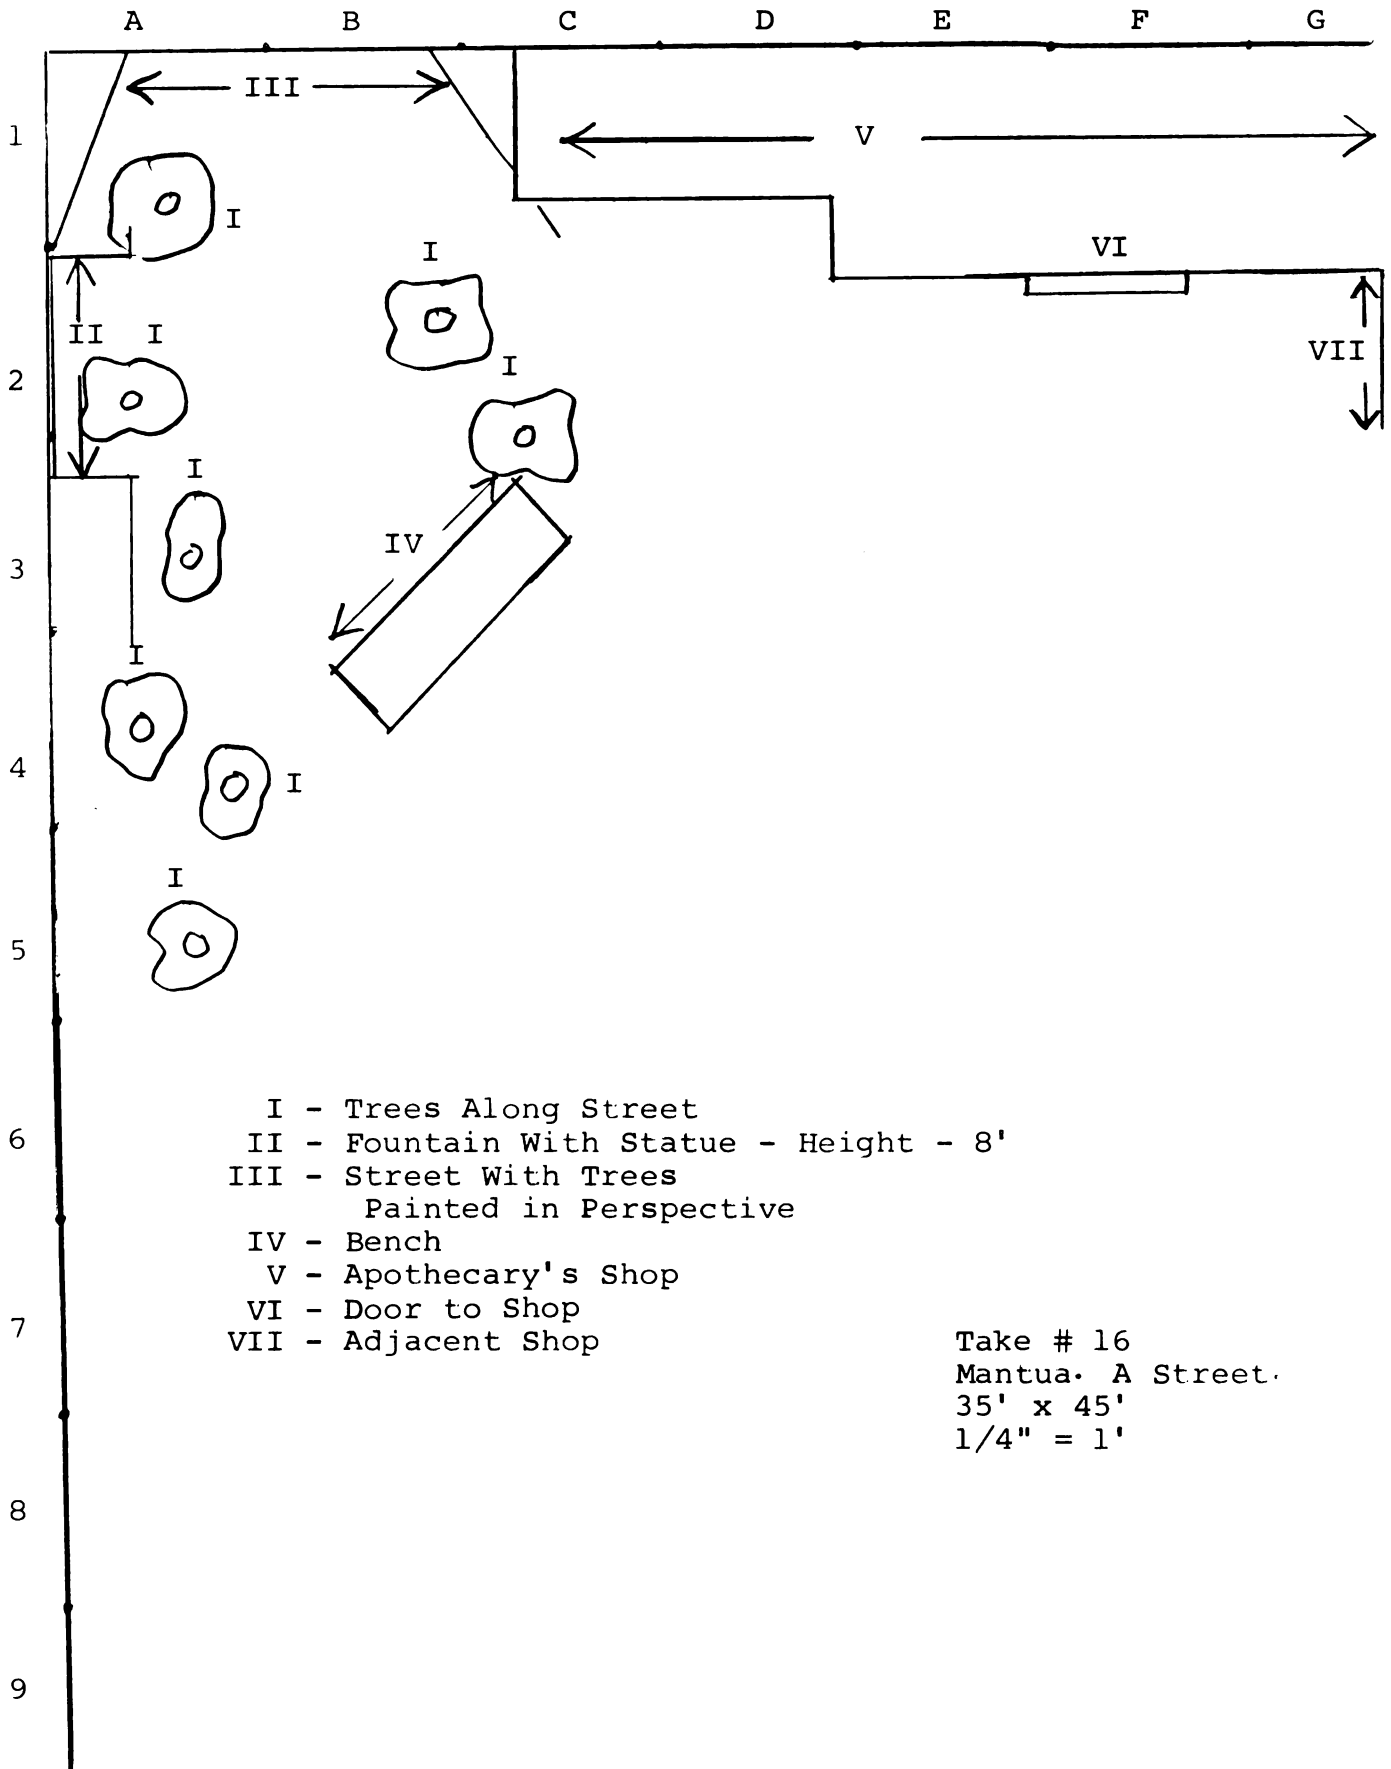 A B C D E F G
III
1 V
I
I VI
II I
VII
2 I
I
IV
3
I
4 I
I
5
I - Trees Along Street
6 II - Fountain With Statue - Height - 8'
III - Street With Trees
Painted in Perspective
IV - Bench
V - Apothecary's Shop
VI - Door to Shop
7
VII - Adjacent Shop
Take # 16
Mantua. A Street.
35' x 45'
1/4" = 1'
8
9